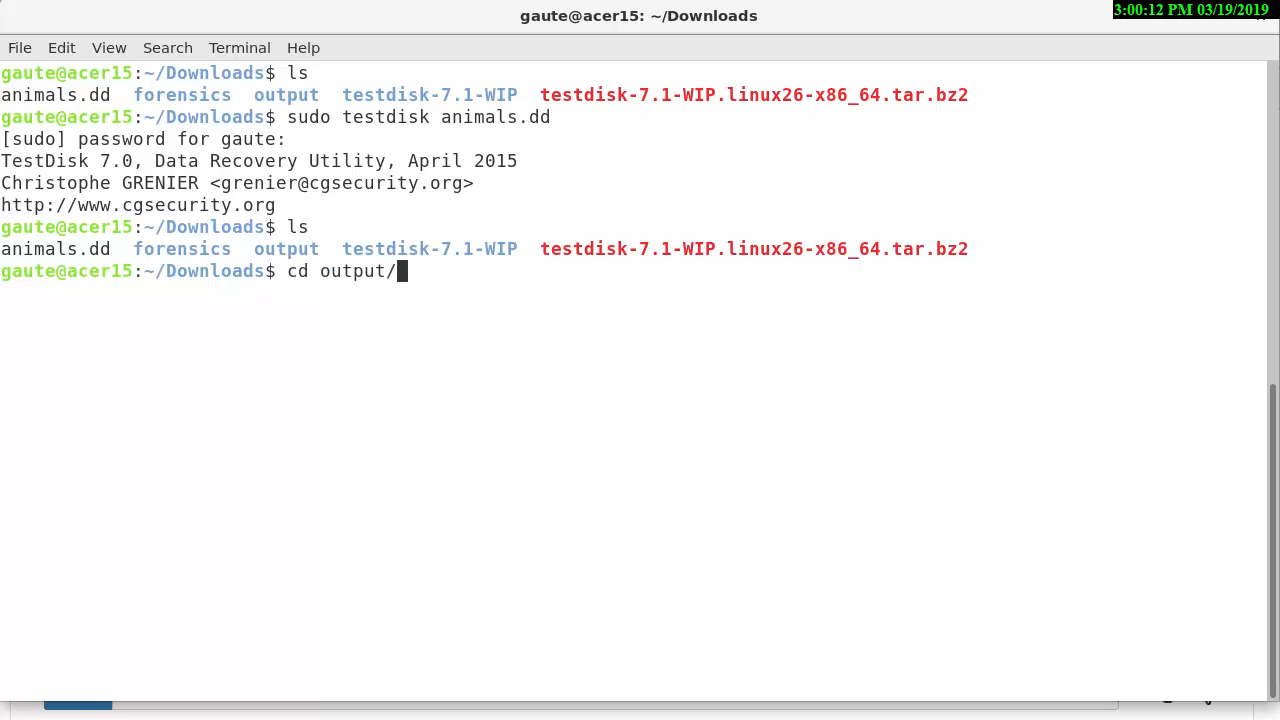 gaute@acer15: ~/Downloads
3:00:12 PM 03/19/2019
File Edit View Search Terminal Help
gaute@acer15:~/Downloads$ ls
animals.dd  forensics  output  testdisk-7.1-WIP  testdisk-7.1-WIP.linux26-x86_64.tar.bz2
gaute@acer15:~/Downloads$ sudo testdisk animals.dd
[sudo] password for gaute:
TestDisk 7.0, Data Recovery Utility, April 2015
Christophe GRENIER <grenier@cgsecurity.org>
http://www.cgsecurity.org
gaute@acer15:~/Downloads$ ls
animals.dd  forensics  output  testdisk-7.1-WIP  testdisk-7.1-WIP.linux26-x86_64.tar.bz2
gaute@acer15:~/Downloads$ cd output/